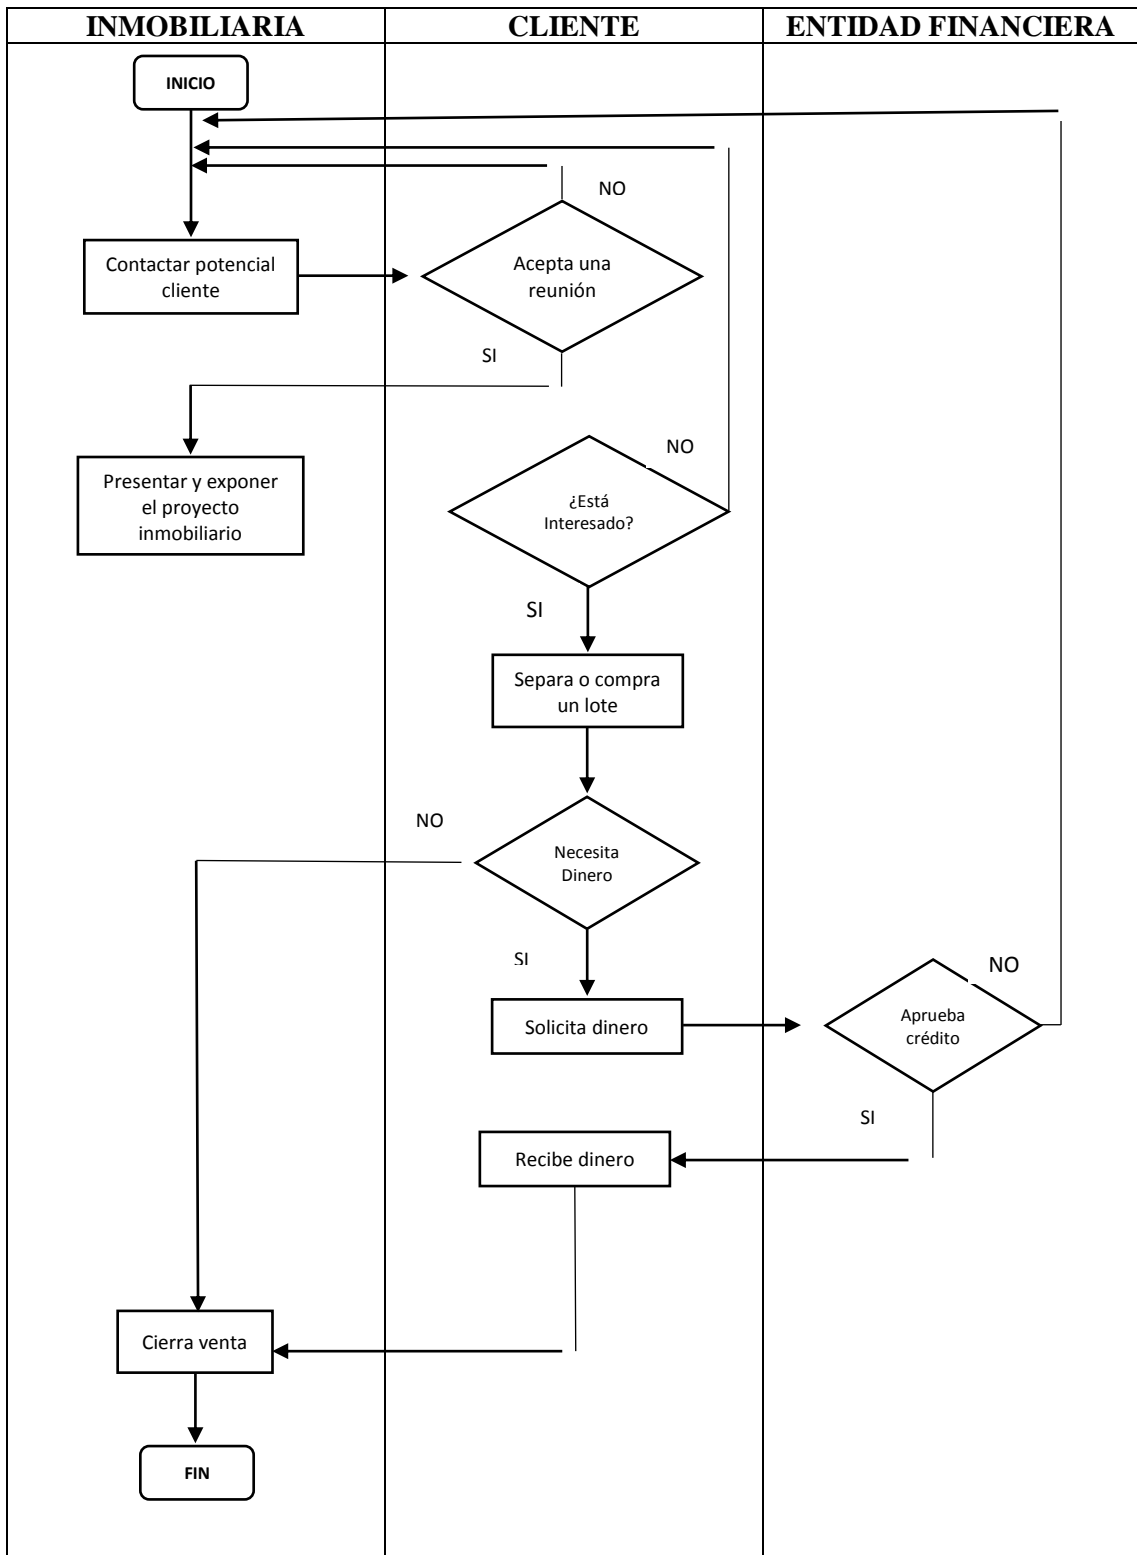 INMOBILIARIA
CLIENTE
ENTIDAD FINANCIERA
INICIO
NO
Contactar potencial
cliente
Acepta una
reunión
SI
NO
Presentar y exponer
el proyecto
inmobiliario
¿Está
Interesado?
SI
Separa o compra
un lote
NO
Necesita
Dinero
SI
NO
Solicita dinero
Aprueba
crédito
SI
Recibe dinero
Cierra venta
FIN